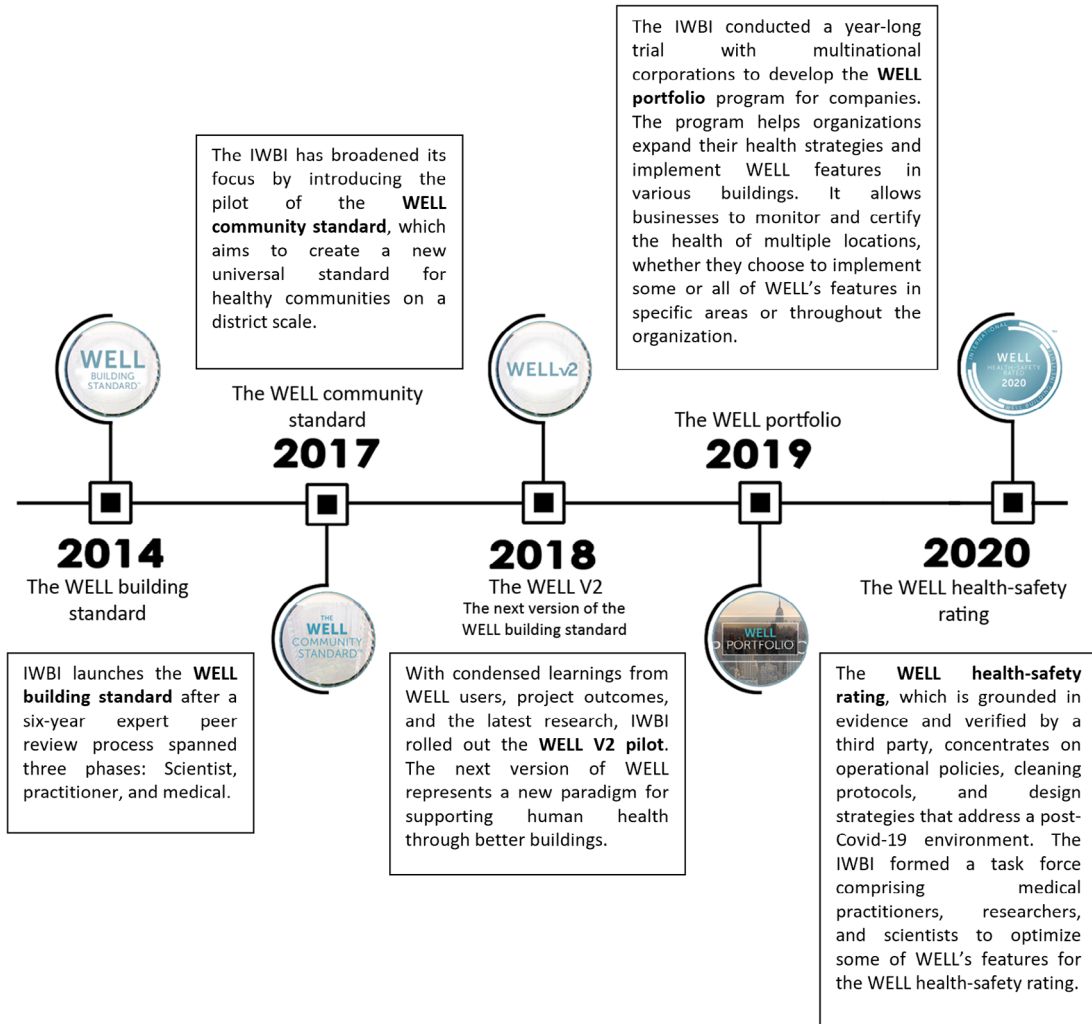 The IWBI conducted a year-long
trial with multinational
corporations to develop the WELL
portfolio program for companies.
The program helps organizations
expand their health strategies and
implement WELL features in
various buildings. It allows
businesses to monitor and certify
the health of multiple locations,
whether they choose to implement
some or all of WELL's features in
specific areas or throughout the
organization.
The IWBI has broadened its
focus by introducing the
pilot of the WELL
community standard, which
aims to create a new
universal standard for
healthy communities on a
district scale.
WELL
BUILDING
STANDARD™
The WELL community
standard
2017
WELLv2
The WELL portfolio
2019
INTERNATIONAL
WELL
HEALTH-SAFETY
RATED
2020
WELL BUILDING
™
2014
The WELL building
standard
THE
WELL
COMMUNITY
STANDARD™
2018
The WELL V2
The next version of the
WELL building standard
WELL
PORTFOLIO
2020
The WELL health-safety
rating
IWBI launches the WELL
building standard after a
six-year expert peer
review process spanned
three phases: Scientist,
practitioner, and medical.
With condensed learnings from
WELL users, project outcomes,
and the latest research, IWBI
rolled out the WELL V2 pilot.
The next version of WELL
represents a new paradigm for
supporting human health
through better buildings.
The WELL health-safety
rating, which is grounded in
evidence and verified by a
third party, concentrates on
operational policies, cleaning
protocols, and design
strategies that address a post-
Covid-19 environment. The
IWBI formed a task force
comprising medical
practitioners, researchers,
and scientists to optimize
some of WELL's features for
the WELL health-safety rating.